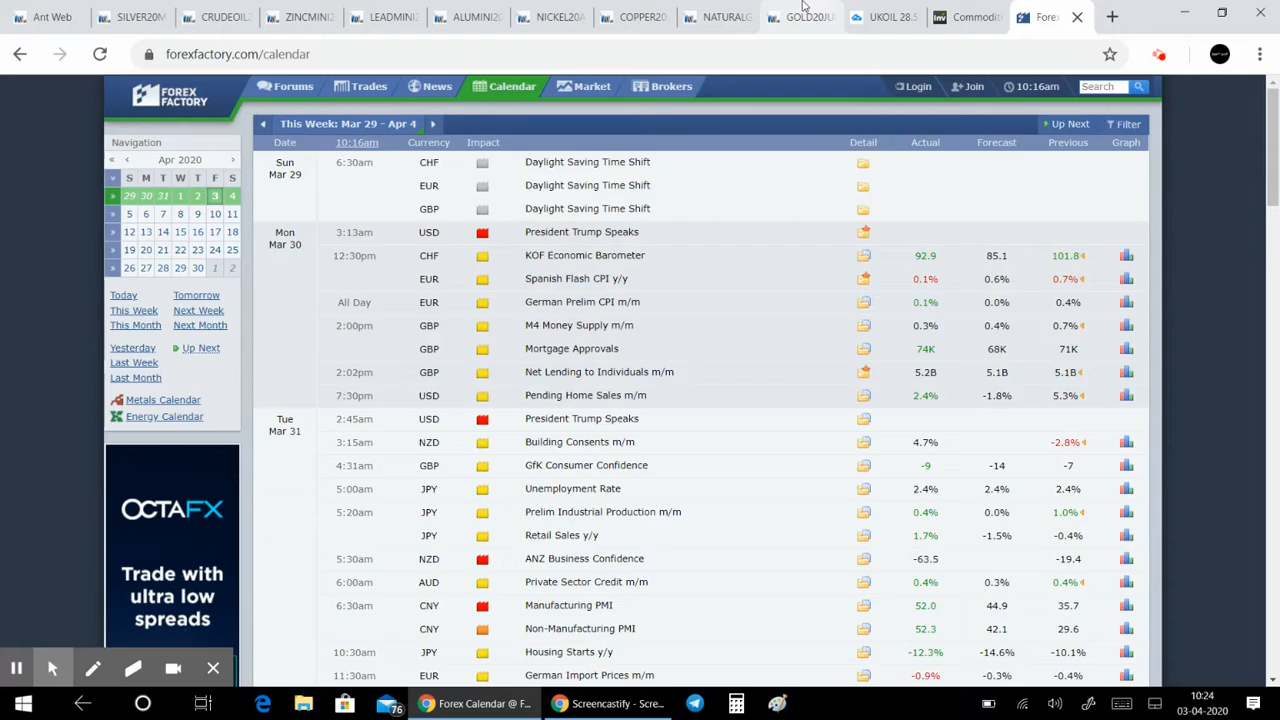 Ant Web
SILVER20M
CRUDEOIL
ZINCMINI2
LEADMINI
ALUMINI2
NICKEL20A
COPPER20
NATURALG
GOLD20JU
UKOIL 28.5
Inv
Commodit
Forex
forexfactory.com/calendar
FOREX FACTORY
Forums
Trades
News
Calendar
Market
Brokers
Login
Join
10:16am
Search
Navigation
Apr 2020
S M T W T F S
29 30 31 1 2 3 4
5 6 7 8 9 10 11
12 13 14 15 16 17 18
19 20 21 22 23 24 25
26 27 28 29 30 1 2
Today Tomorrow
This Week Next Week
This Month Next Month
Yesterday Up Next
Last Week
Last Month
Metals Calendar
Energy Calendar
OCTAFX
Trade with
ultra low
spreads
This Week: Mar 29 - Apr 4 Up Next Filter
Date 10:16am Currency Impact Detail Actual Forecast Previous Graph
Sun Mar 29 6:30am CHF Daylight Saving Time Shift
EUR Daylight Saving Time Shift
GBP Daylight Saving Time Shift
Mon Mar 30 3:13am USD President Trump Speaks
12:30pm CHF KOF Economic Barometer 92.9 85.1 101.8
EUR Spanish Flash CPI y/y 0.1% 0.6% 0.7%
All Day EUR German Prelim CPI m/m 0.1% 0.0% 0.4%
2:00pm GBP M4 Money Supply m/m 0.3% 0.4% 0.7%
GBP Mortgage Approvals 74K 68K 71K
2:02pm GBP Net Lending to Individuals m/m 5.2B 5.1B 5.1B
7:30pm USD Pending Home Sales m/m 2.4% -1.8% 5.3%
Tue Mar 31 2:45am USD President Trump Speaks
3:15am NZD Building Consents m/m 4.7% -2.8%
4:31am GBP GfK Consumer Confidence -9 -14 -7
5:00am JPY Unemployment Rate 2.4% 2.4% 2.4%
5:20am JPY Prelim Industrial Production m/m 0.4% 0.0% 1.0%
JPY Retail Sales y/y 1.7% -1.5% -0.4%
5:30am NZD ANZ Business Confidence -63.5 -19.4
6:00am AUD Private Sector Credit m/m 0.4% 0.3% 0.4%
6:30am CNY Manufacturing PMI 52.0 44.9 35.7
CNY Non-Manufacturing PMI 52.3 42.1 29.6
10:30am JPY Housing Starts y/y -12.3% -14.6% -10.1%
11:30am EUR German Import Prices m/m -0.9% -0.3% -0.4%
76
Forex Calendar @ F...
Screencastify - Scre...
10:24
03-04-2020